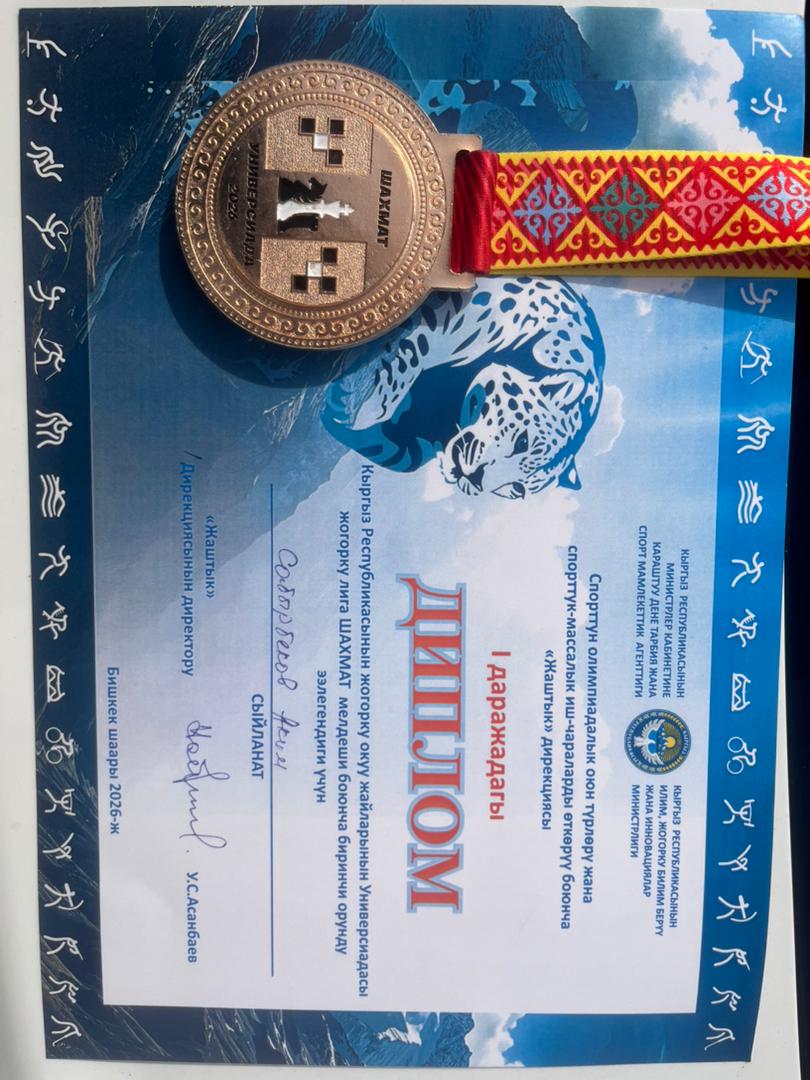 КЫРГЫЗ РЕСПУБЛИКАСЫНЫН
МИНИСТРЛЕР КАБИНЕТИНЕ
КАРАШТУУ ДЕНЕ ТАРБИЯ ЖАНА
СПОРТ МАМЛЕКЕТТИК АГЕНТТИГИ
КЫРГЫЗ РЕСПУБЛИКАСЫНЫН
ИЛИМ, ЖОГОРКУ БИЛИМ БЕРҮҮ
ЖАНА ИННОВАЦИЯЛАР
МИНИСТРЛИГИ
Спорттун олимпиадалык оюн түрлөрү жана
спорттук-массалык иш-чараларды өткөрүү боюнча
«Жаштык» дирекциясы
I даражадагы
ДИПЛОМ
Кыргыз Республикасынын жогорку окуу жайларынын Универсиадасы
жогорку лига ШАХМАТ мелдеши боюнча биринчи орунду
ээлегендиги үчүн
Сабырбеков Аким
СЫЙЛАНАТ
«Жаштык»
Дирекциясынын директору
У.С.Асанбаев
Бишкек шаары 2026-ж
ШАХМАТ
УНИВЕРСИАДА
2026